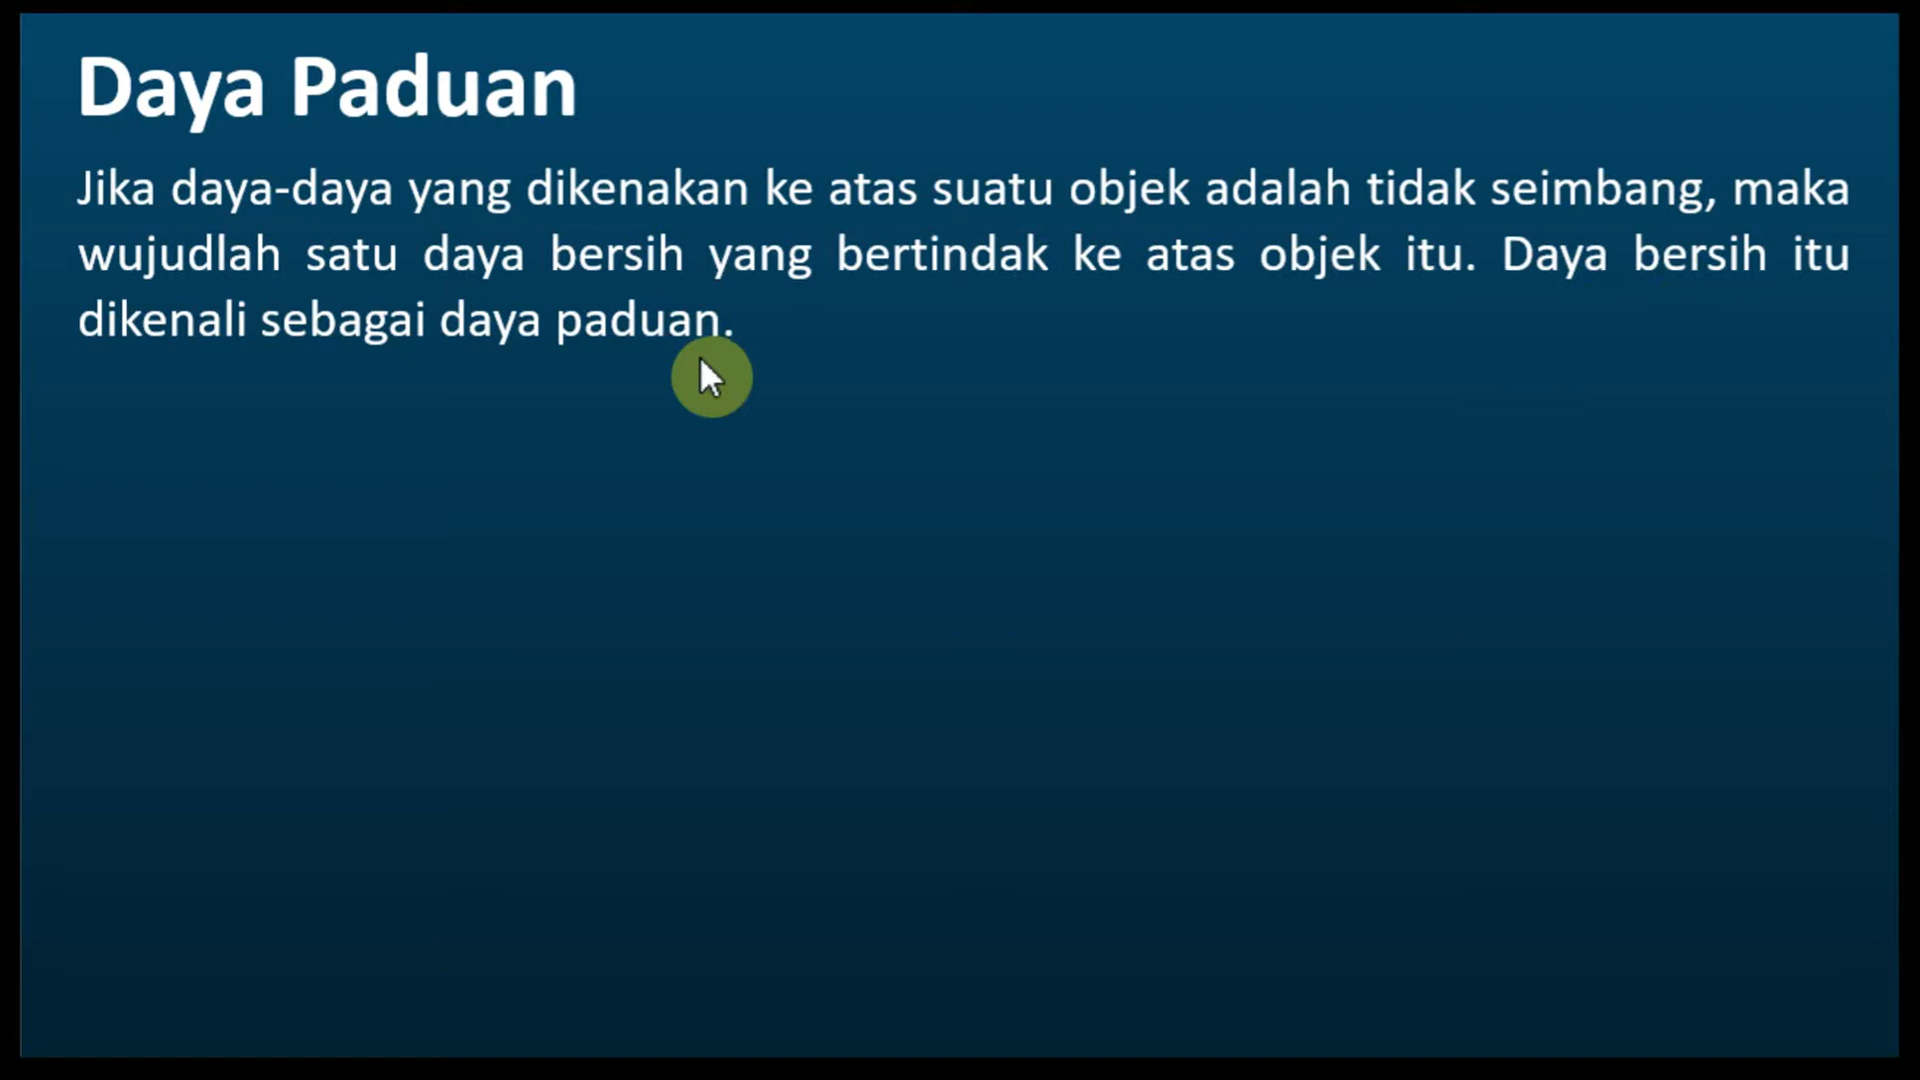 Daya Paduan
Jika daya-daya yang dikenakan ke atas suatu objek adalah tidak seimbang, maka
wujudlah satu daya bersih yang bertindak ke atas objek itu. Daya bersih itu
dikenali sebagai daya paduan.